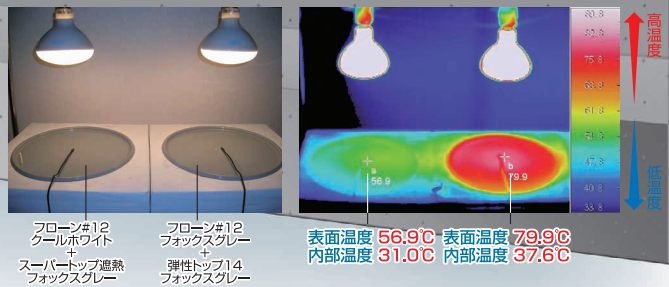 フローン#12
クールホワイト
+
スーパートップ遮熱
フォックスグレー
フローン#12
フォックスグレー
+
弾性トップ14
フォックスグレー
a
56.9
b
79.9
表面温度 56.9℃
内部温度 31.0℃
表面温度 79.9℃
内部温度 37.6℃
高温度
低温度